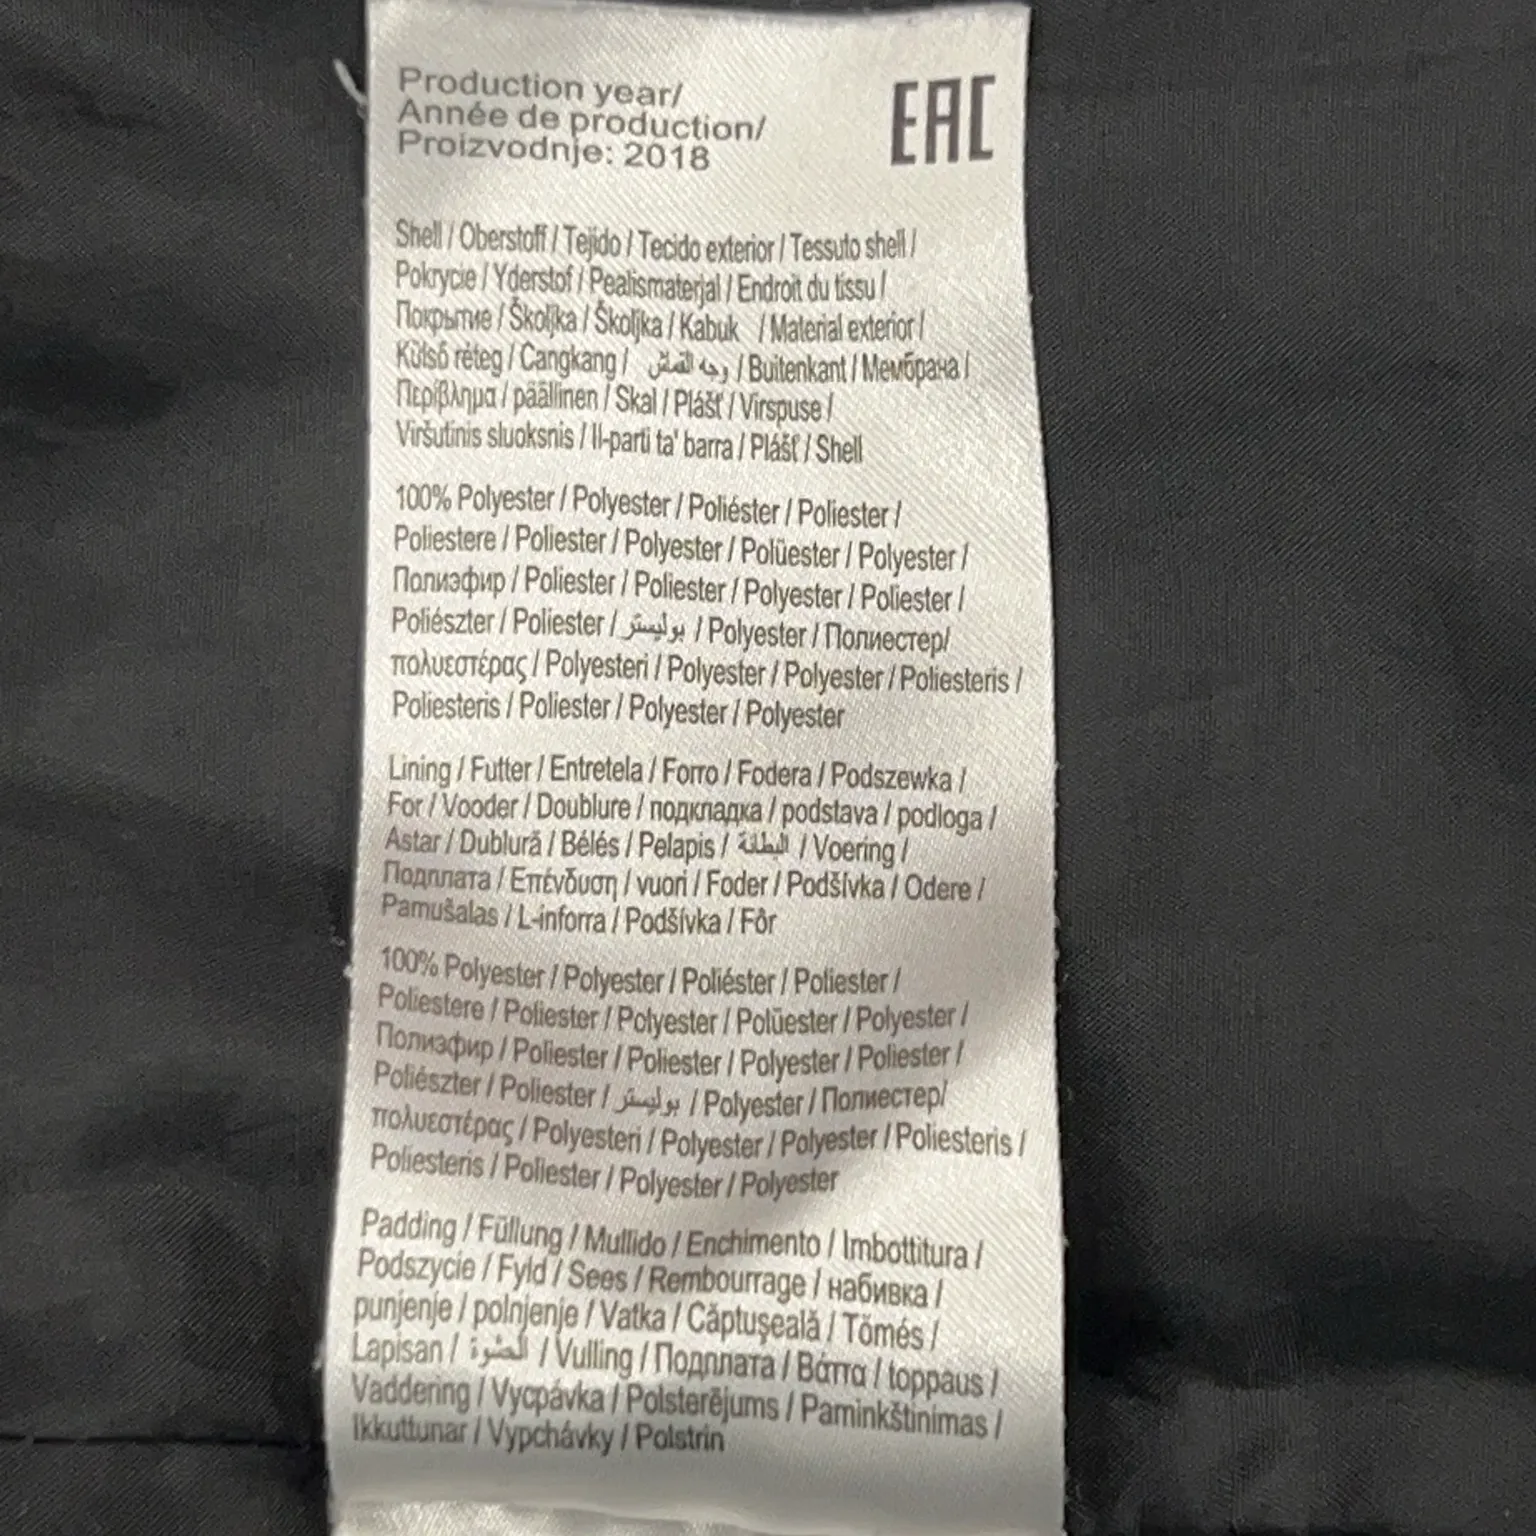 Production year/
Année de production/
Proizvodnje: 2018
EAC
Shell / Oberstoff / Tejido / Tecido exterior / Tessuto shell /
Pokrycie / Yderstof / Pealismaterjal / Endroit du tissu /
Покрытие / Školjka / Školjka / Kabuk / Material exterior /
Külső réteg / Cangkang / وجه القماش / Buitenkant / Мембрана /
Περίβλημα / päällinen / Skal / Plášť / Virspuse /
Viršutinis sluoksnis / Il-parti ta' barra / Plášť / Shell
100% Polyester / Polyester / Poliéster / Poliester /
Poliestere / Poliester / Polyester / Polüester / Polyester /
Полиэфир / Poliester / Poliester / Polyester / Poliester /
Poliészter / Poliester / بوليستر / Polyester / Полиестер/
πολυεστέρας / Polyesteri / Polyester / Polyester / Poliesteris /
Poliesteris / Poliester / Polyester / Polyester
Lining / Futter / Entretela / Forro / Fodera / Podszewka /
For / Vooder / Doublure / подкладка / podstava / podloga /
Astar / Dublură / Bélés / Pelapis / البطانة / Voering /
Подплата / Επένδυση / vuori / Foder / Podšívka / Odere /
Pamušalas / L-inforra / Podšívka / Fôr
100% Polyester / Polyester / Poliéster / Poliester /
Poliestere / Poliester / Polyester / Polüester / Polyester /
Полиэфир / Poliester / Poliester / Polyester / Poliester /
Poliészter / Poliester / بوليستر / Polyester / Полиестер/
πολυεστέρας / Polyesteri / Polyester / Polyester / Poliesteris /
Poliesteris / Poliester / Polyester / Polyester
Padding / Füllung / Mullido / Enchimento / Imbottitura /
Podszycie / Fyld / Sees / Rembourrage / набивка /
punjenje / polnjenje / Vatka / Căptușeală / Tömés /
Lapisan / الحشوة / Vulling / Подплата / Βάττα / toppaus /
Vaddering / Vycpávka / Polsterējums / Paminkštinimas /
Ikkuttunar / Vypchávky / Polstrin